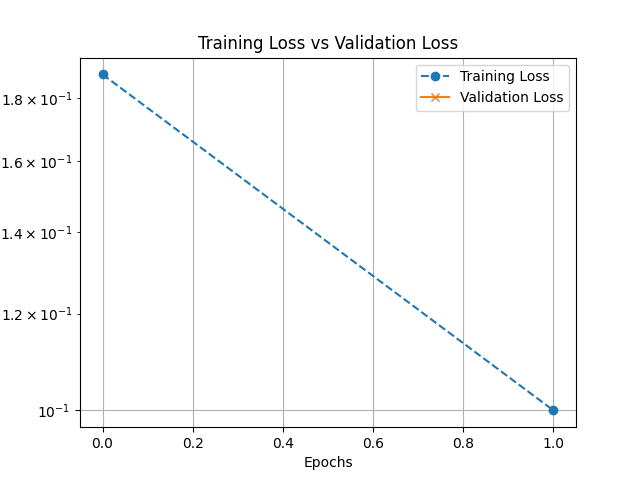 Training Loss vs Validation Loss
Training Loss
Validation Loss
1.8 × 10⁻¹
1.6 × 10⁻¹
1.4 × 10⁻¹
1.2 × 10⁻¹
10⁻¹
0.0 0.2 0.4 0.6 0.8 1.0
Epochs